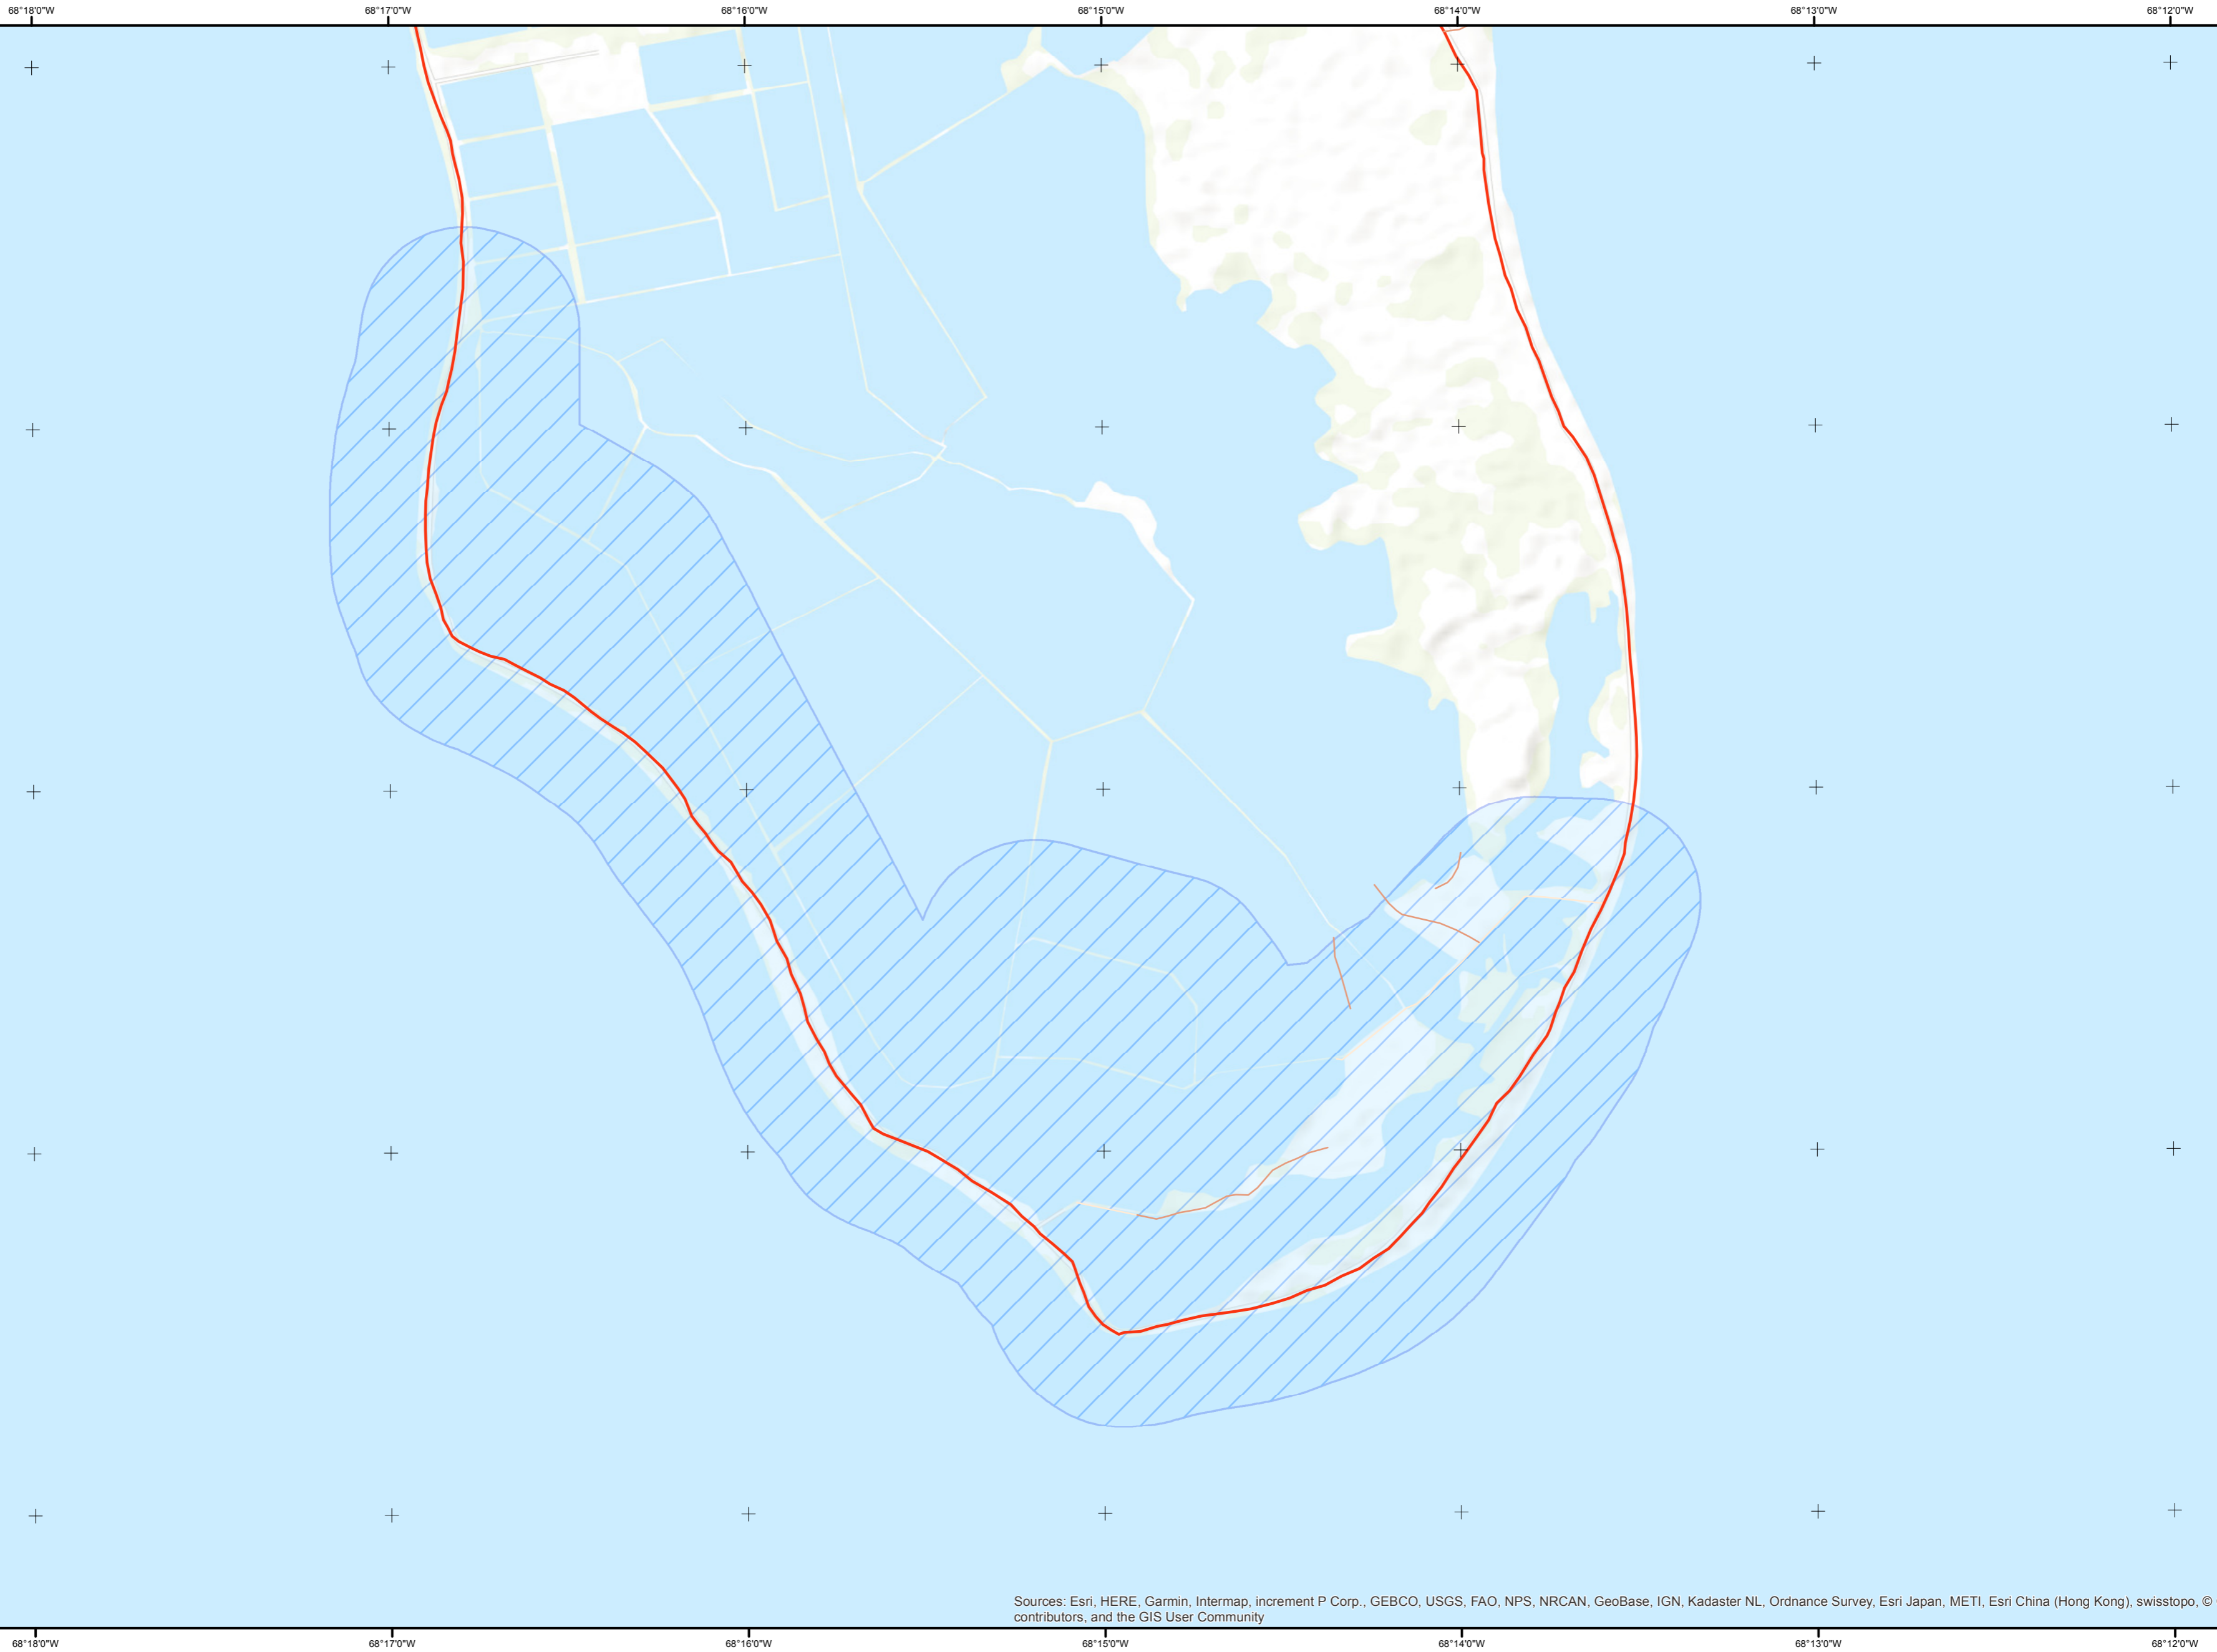 68°18'0"W 68°17'0"W 68°16'0"W 68°15'0"W 68°14'0"W 68°13'0"W 68°12'0"W
Sources: Esri, HERE, Garmin, Intermap, increment P Corp., GEBCO, USGS, FAO, NPS, NRCAN, GeoBase, IGN, Kadaster NL, Ordnance Survey, Esri Japan, METI, Esri China (Hong Kong), swisstopo, ©
contributors, and the GIS User Community
68°18'0"W 68°17'0"W 68°16'0"W 68°15'0"W 68°14'0"W 68°13'0"W 68°12'0"W